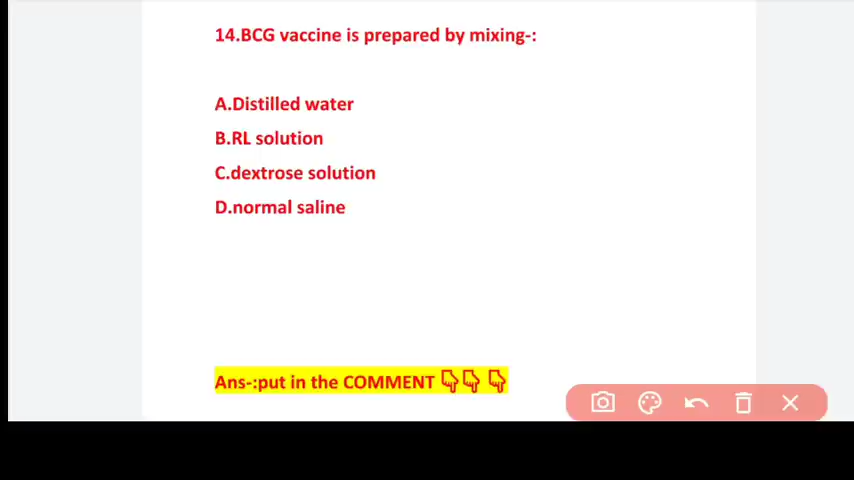 14.BCG vaccine is prepared by mixing-:
A.Distilled water
B.RL solution
C.dextrose solution
D.normal saline
Ans-:put in the COMMENT 👇👇 👇